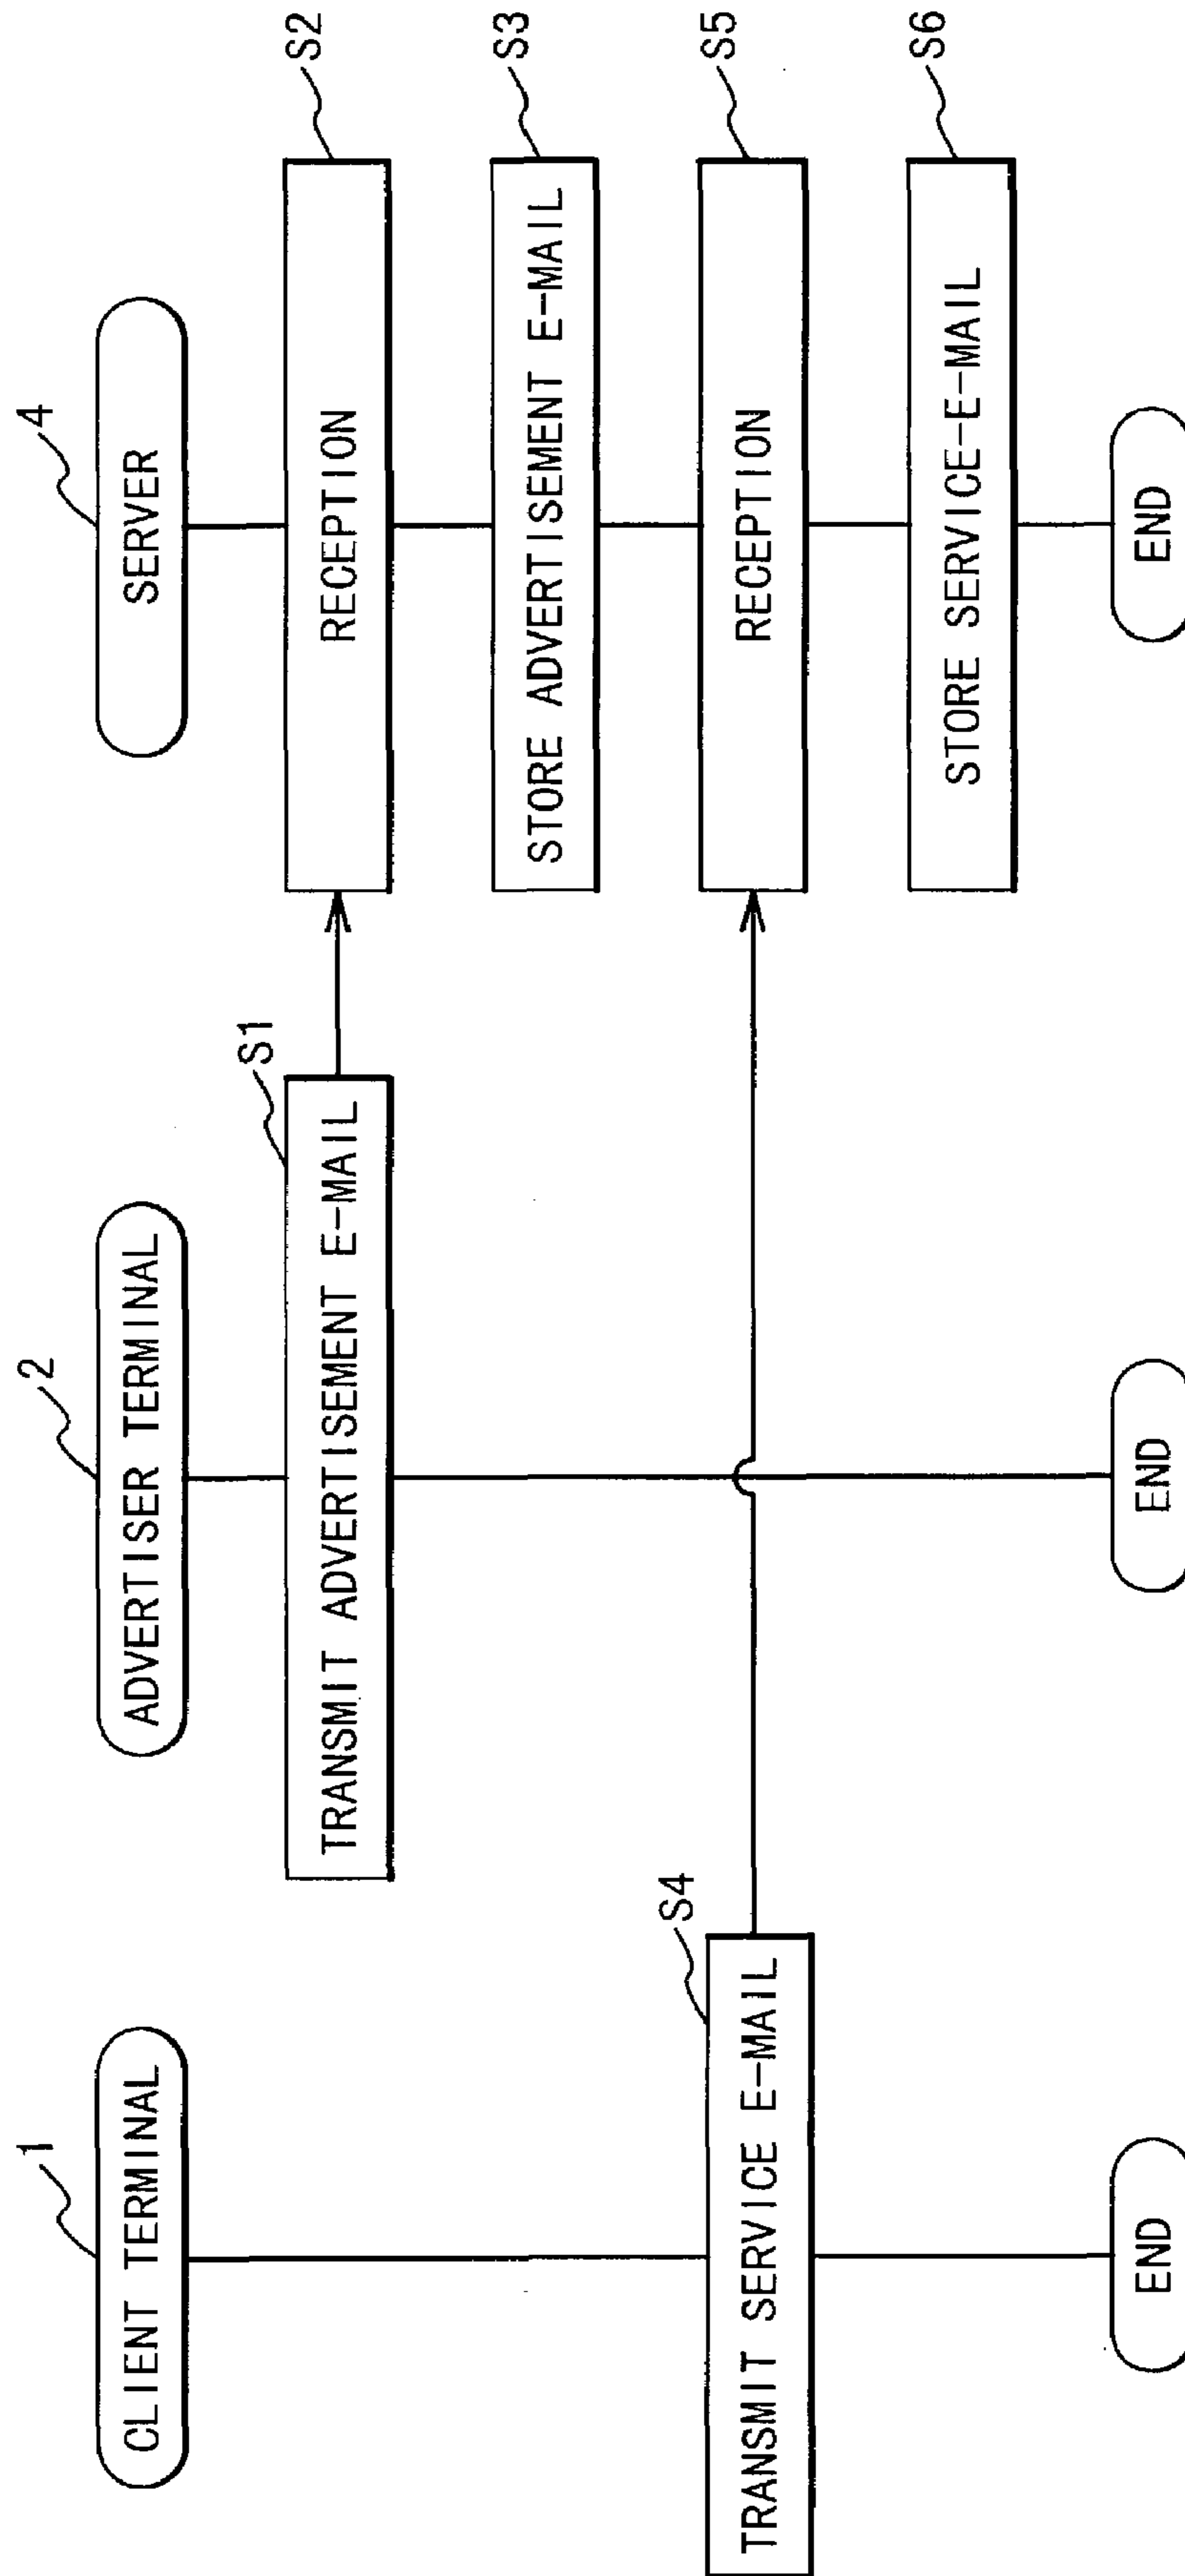 1
CLIENT TERMINAL
2
ADVERTISER TERMINAL
4
SERVER
S1
TRANSMIT ADVERTISEMENT E-MAIL
S2
RECEPTION
S3
STORE ADVERTISEMENT E-MAIL
S4
TRANSMIT SERVICE E-MAIL
S5
RECEPTION
S6
STORE SERVICE-E-MAIL
END
END
END